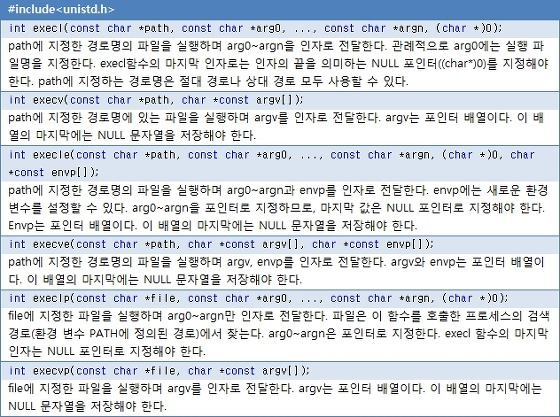 #include<unistd.h>
int execl(const char *path, const char *arg0, ..., const char *argn, (char *)0);
path에 지정한 경로명의 파일을 실행하며 arg0~argn을 인자로 전달한다. 관례적으로 arg0에는 실행 파
일명을 지정한다. execl함수의 마지막 인자로는 인자의 끝을 의미하는 NULL 포인터((char*)0)를 지정해야
한다. path에 지정하는 경로명은 절대 경로나 상대 경로 모두 사용할 수 있다.
int execv(const char *path, char *const argv[]);
path에 지정한 경로명에 있는 파일을 실행하며 argv를 인자로 전달한다. argv는 포인터 배열이다. 이 배
열의 마지막에는 NULL 문자열을 저장해야 한다.
int execle(const char *path, const char *arg0, ..., const char *argn, (char *)0, char
*const envp[]);
path에 지정한 경로명의 파일을 실행하며 arg0~argn과 envp를 인자로 전달한다. envp에는 새로운 환경
변수를 설정할 수 있다. arg0~argn을 포인터로 지정하므로, 마지막 값은 NULL 포인터로 지정해야 한다.
Envp는 포인터 배열이다. 이 배열의 마지막에는 NULL 문자열을 저장해야 한다.
int execve(const char *path, char *const argv[], char *const envp[]);
path에 지정한 경로명의 파일을 실행하며 argv, envp를 인자로 전달한다. argv와 envp는 포인터 배열이
다. 이 배열의 마지막에는 NULL 문자열을 저장해야 한다.
int execlp(const char *file, const char *arg0, ..., const char *argn, (char *)0);
file에 지정한 파일을 실행하며 arg0~argn만 인자로 전달한다. 파일은 이 함수를 호출한 프로세스의 검색
경로(환경 변수 PATH에 정의된 경로)에서 찾는다. arg0~argn은 포인터로 지정한다. execl 함수의 마지막
인자는 NULL 포인터로 지정해야 한다.
int execvp(const char *file, char *const argv[]);
file에 지정한 파일을 실행하며 argv를 인자로 전달한다. argv는 포인터 배열이다. 이 배열의 마지막에는
NULL 문자열을 저장해야 한다.